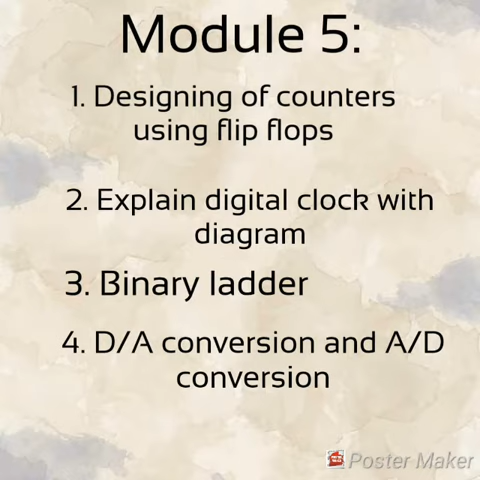 Module 5:
1. Designing of counters
using flip flops
2. Explain digital clock with
diagram
3. Binary ladder
4. D/A conversion and A/D
conversion
Poster Maker